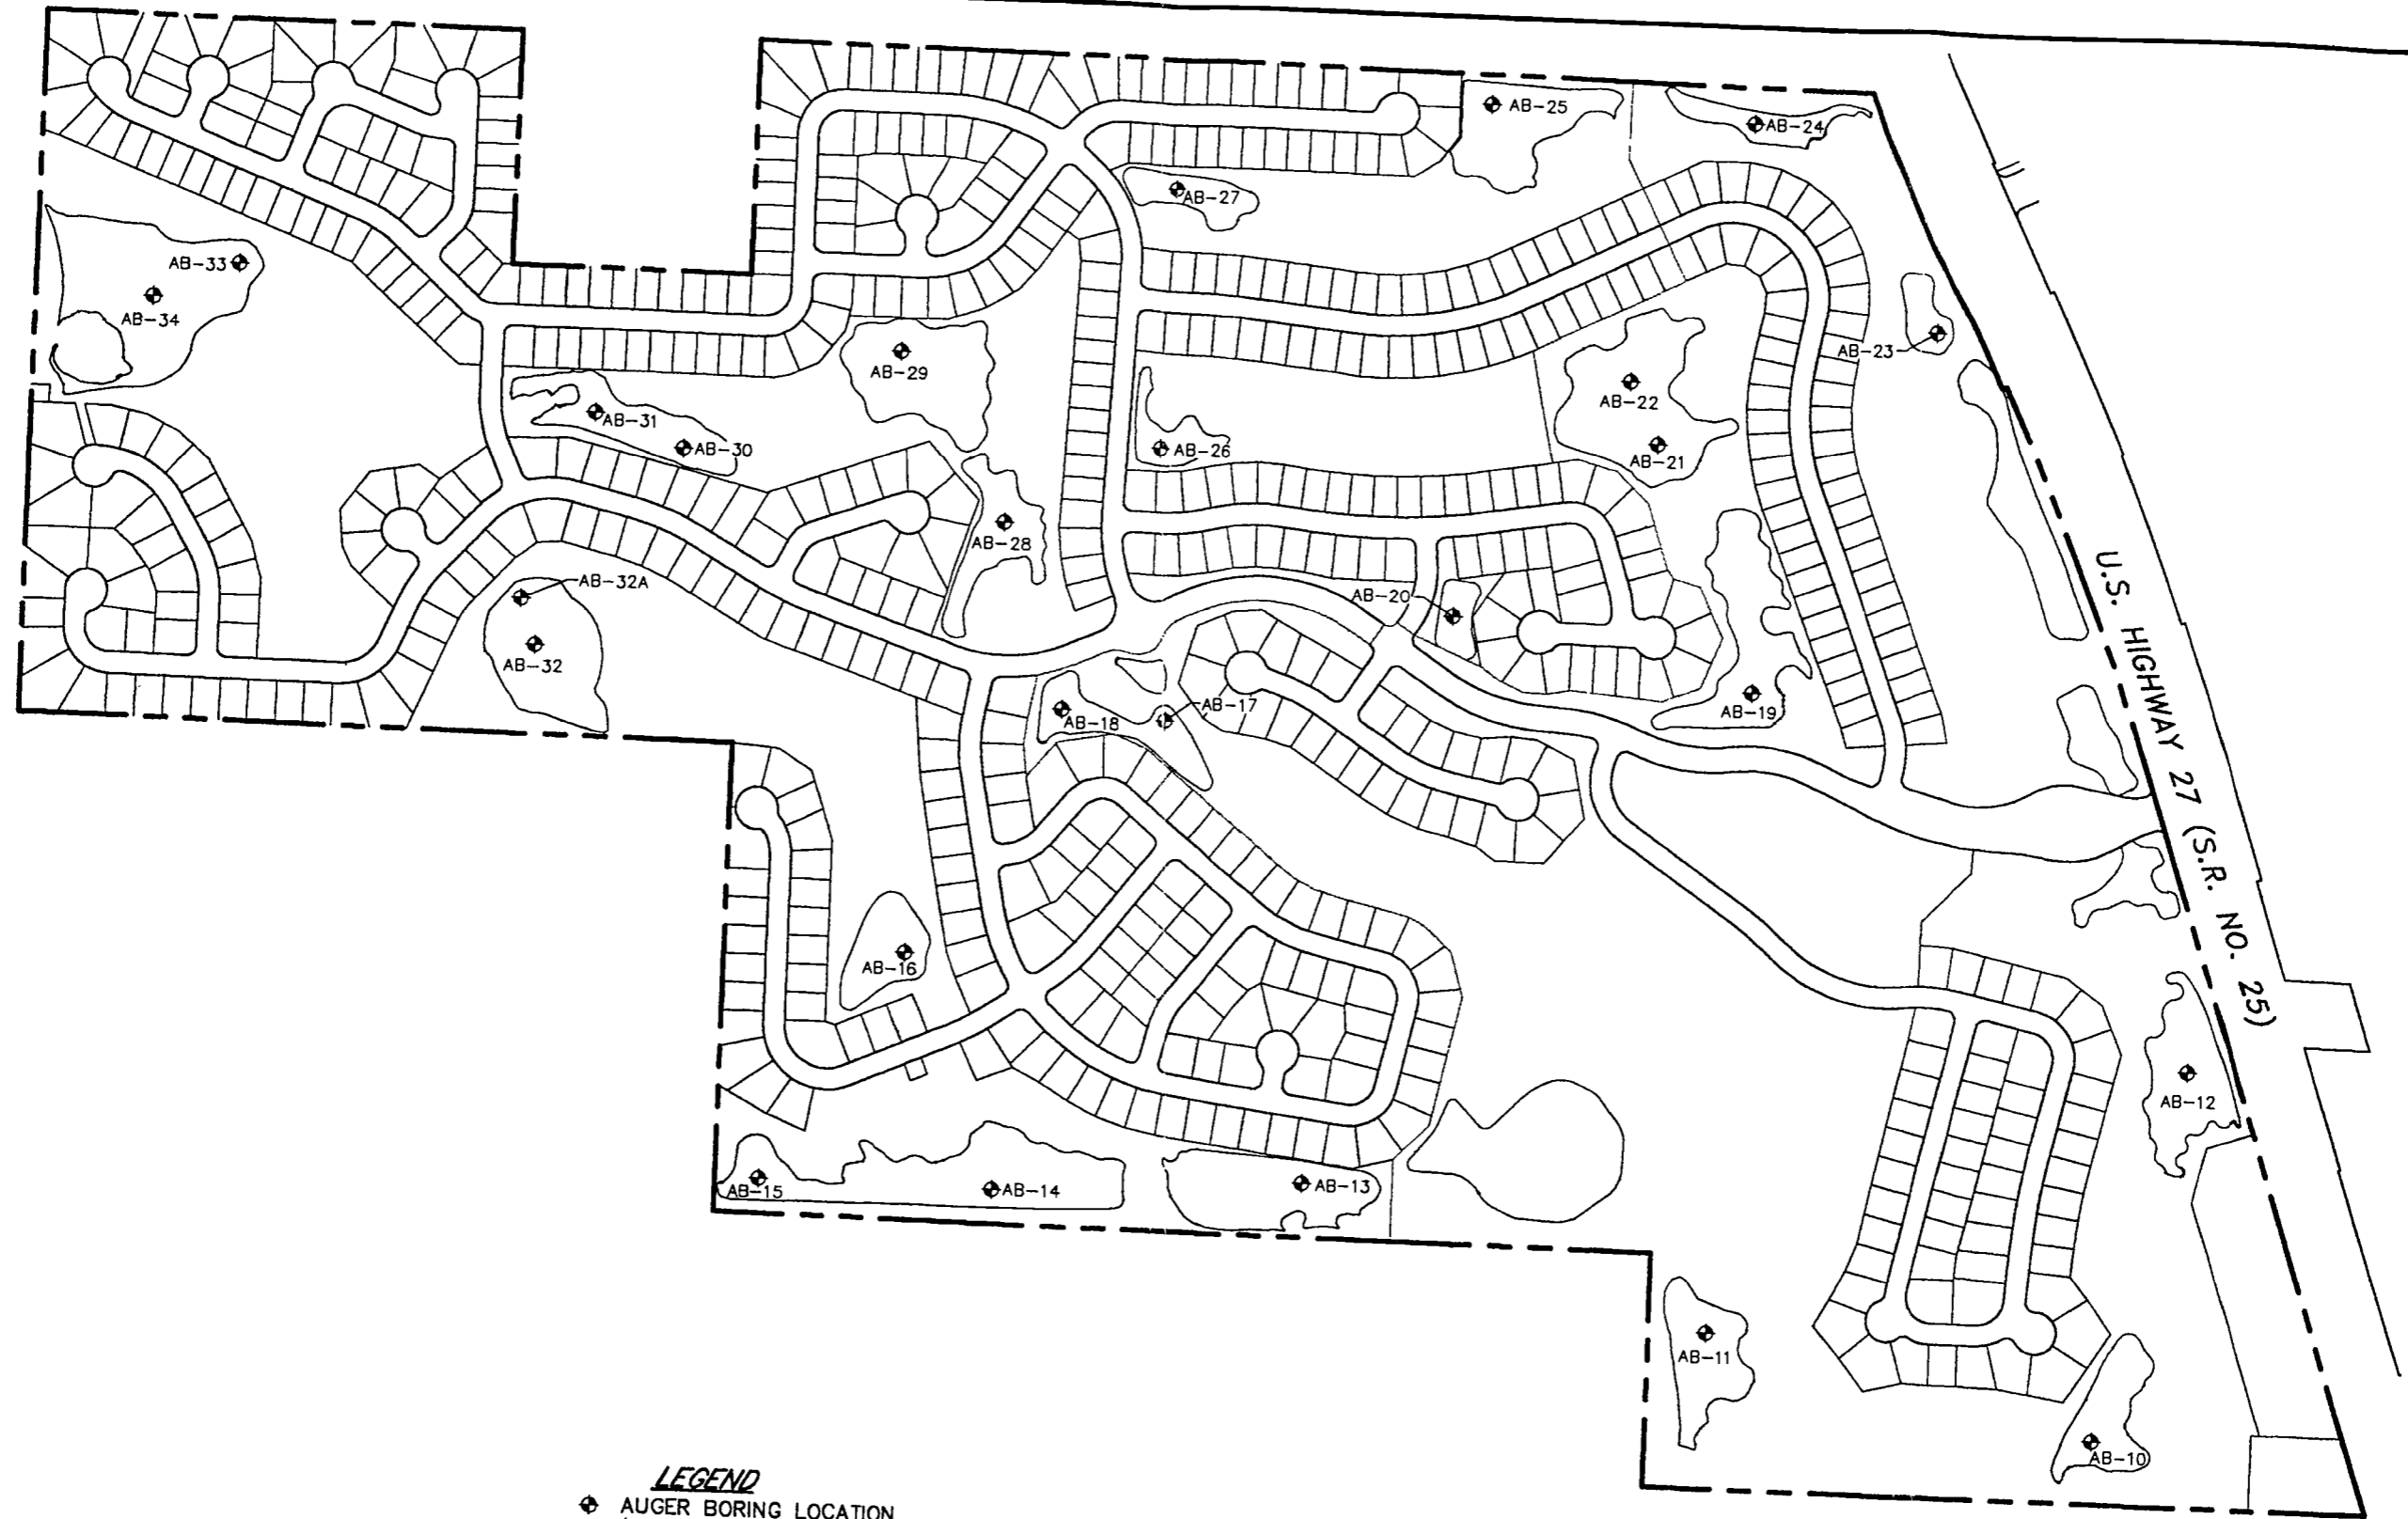 AB-25
AB-24
AB-27
AB-33
AB-34
AB-23
AB-29
AB-22
AB-31
AB-30
AB-26
AB-21
AB-28
AB-32A
AB-20
AB-32
AB-17
AB-18
AB-19
U.S. HIGHWAY 27 (S.R. NO. 25)
AB-16
AB-12
AB-15
AB-14
AB-13
AB-11
AB-10
LEGEND
AUGER BORING LOCATION